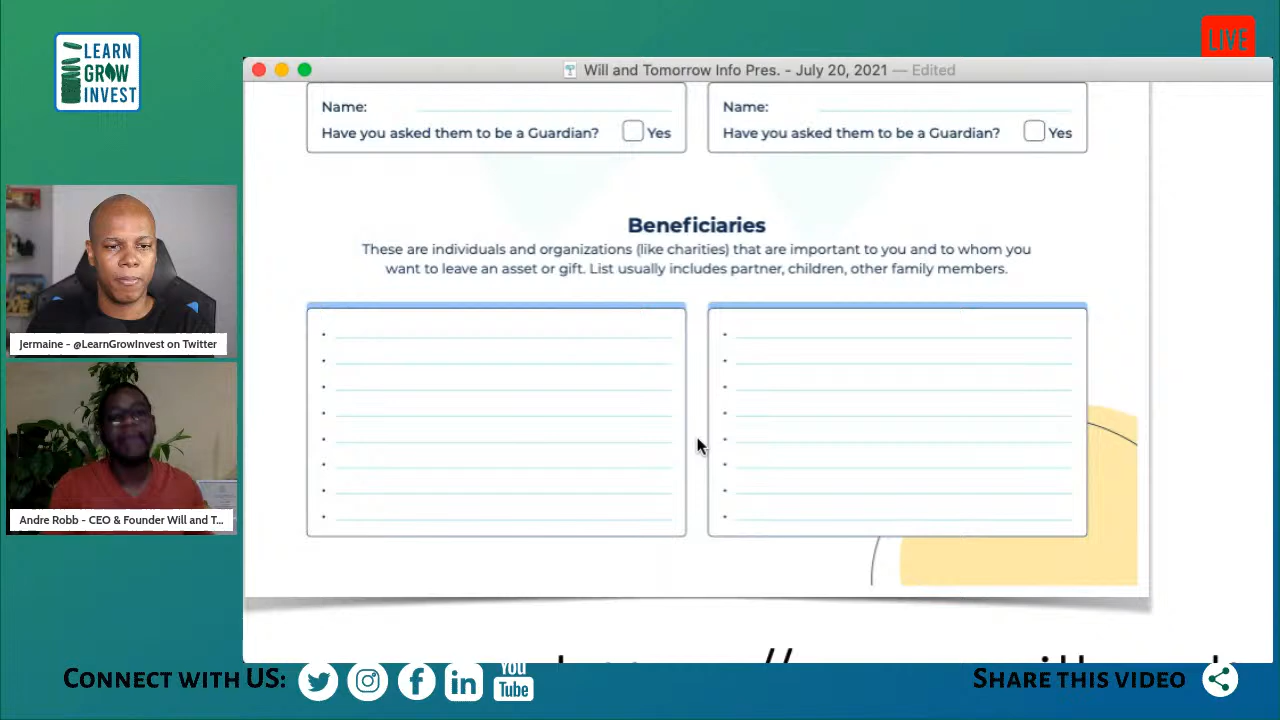 LEARN
GROW
INVEST
LIVE
Will and Tomorrow Info Pres. - July 20, 2021 — Edited
Name:
Have you asked them to be a Guardian? Yes
Name:
Have you asked them to be a Guardian? Yes
Beneficiaries
These are individuals and organizations (like charities) that are important to you and to whom you
want to leave an asset or gift. List usually includes partner, children, other family members.
Jermaine - @LearnGrowInvest on Twitter
Andre Robb - CEO & Founder Will and T...
CONNECT WITH US:
You
Tube
SHARE THIS VIDEO